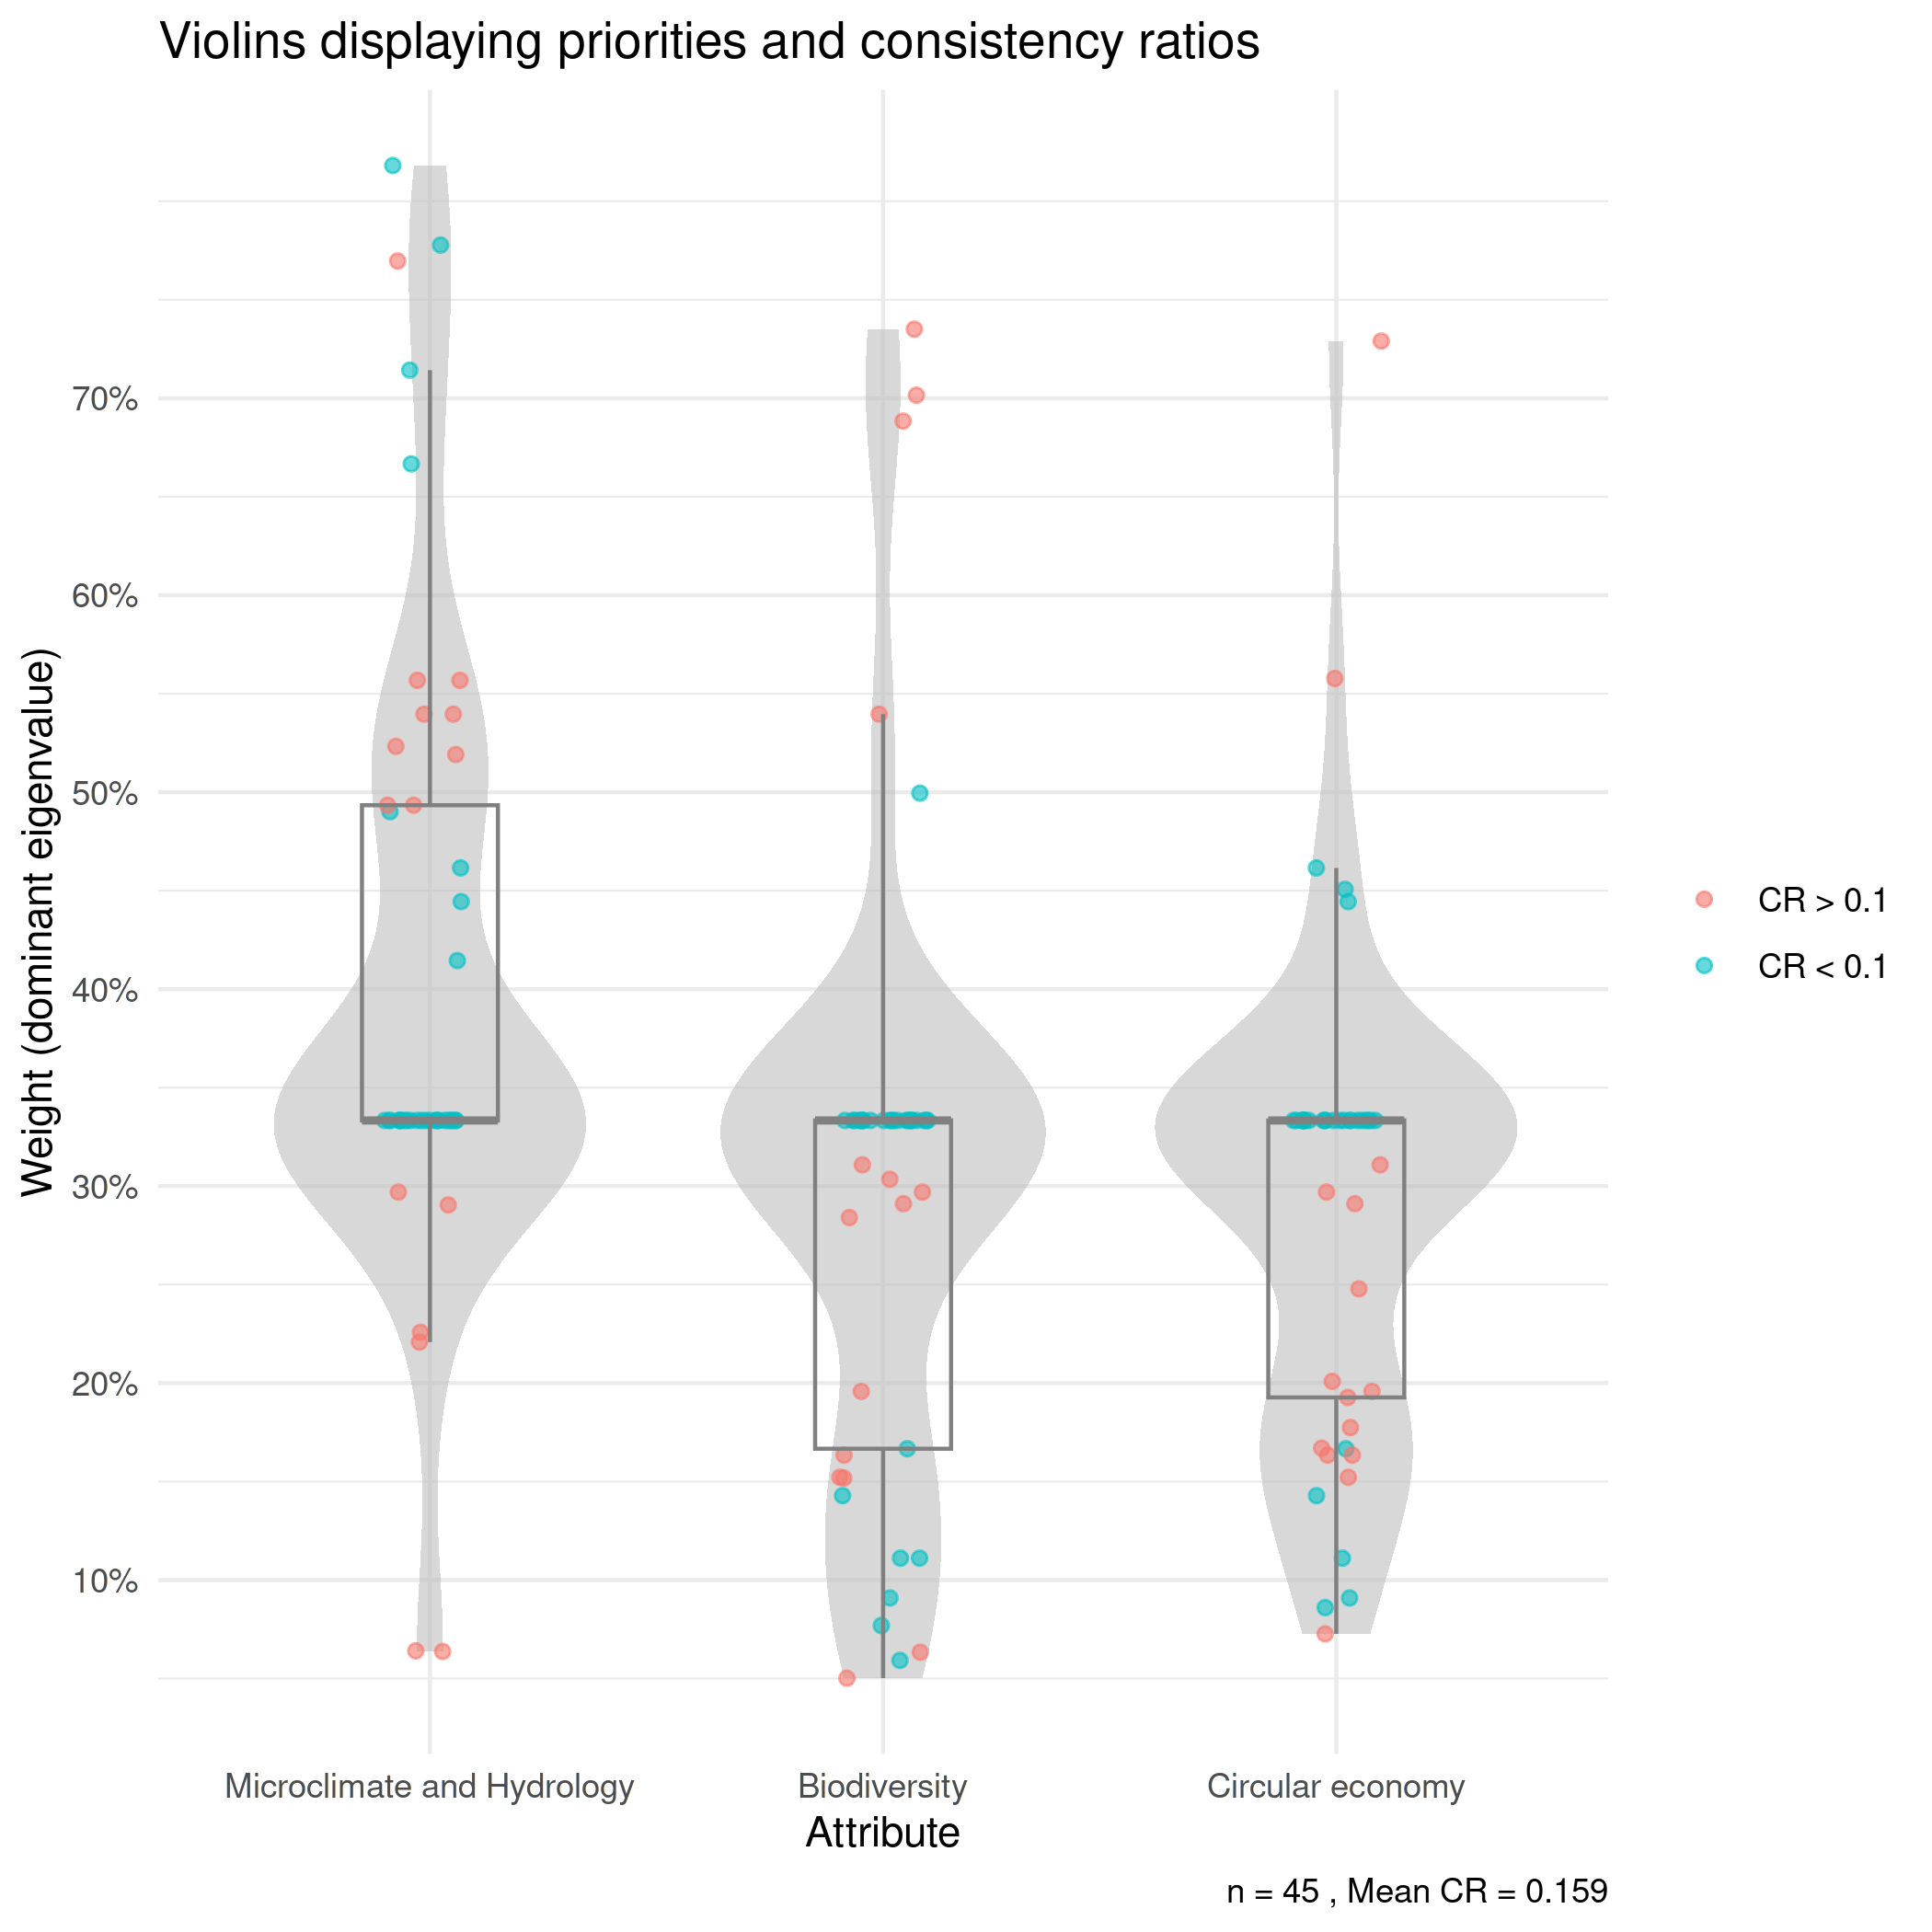 Violins displaying priorities and consistency ratios
Weight (dominant eigenvalue)
70%
60%
50%
40%
30%
20%
10%
CR > 0.1
CR < 0.1
Microclimate and Hydrology
Biodiversity
Circular economy
Attribute
n = 45 , Mean CR = 0.159